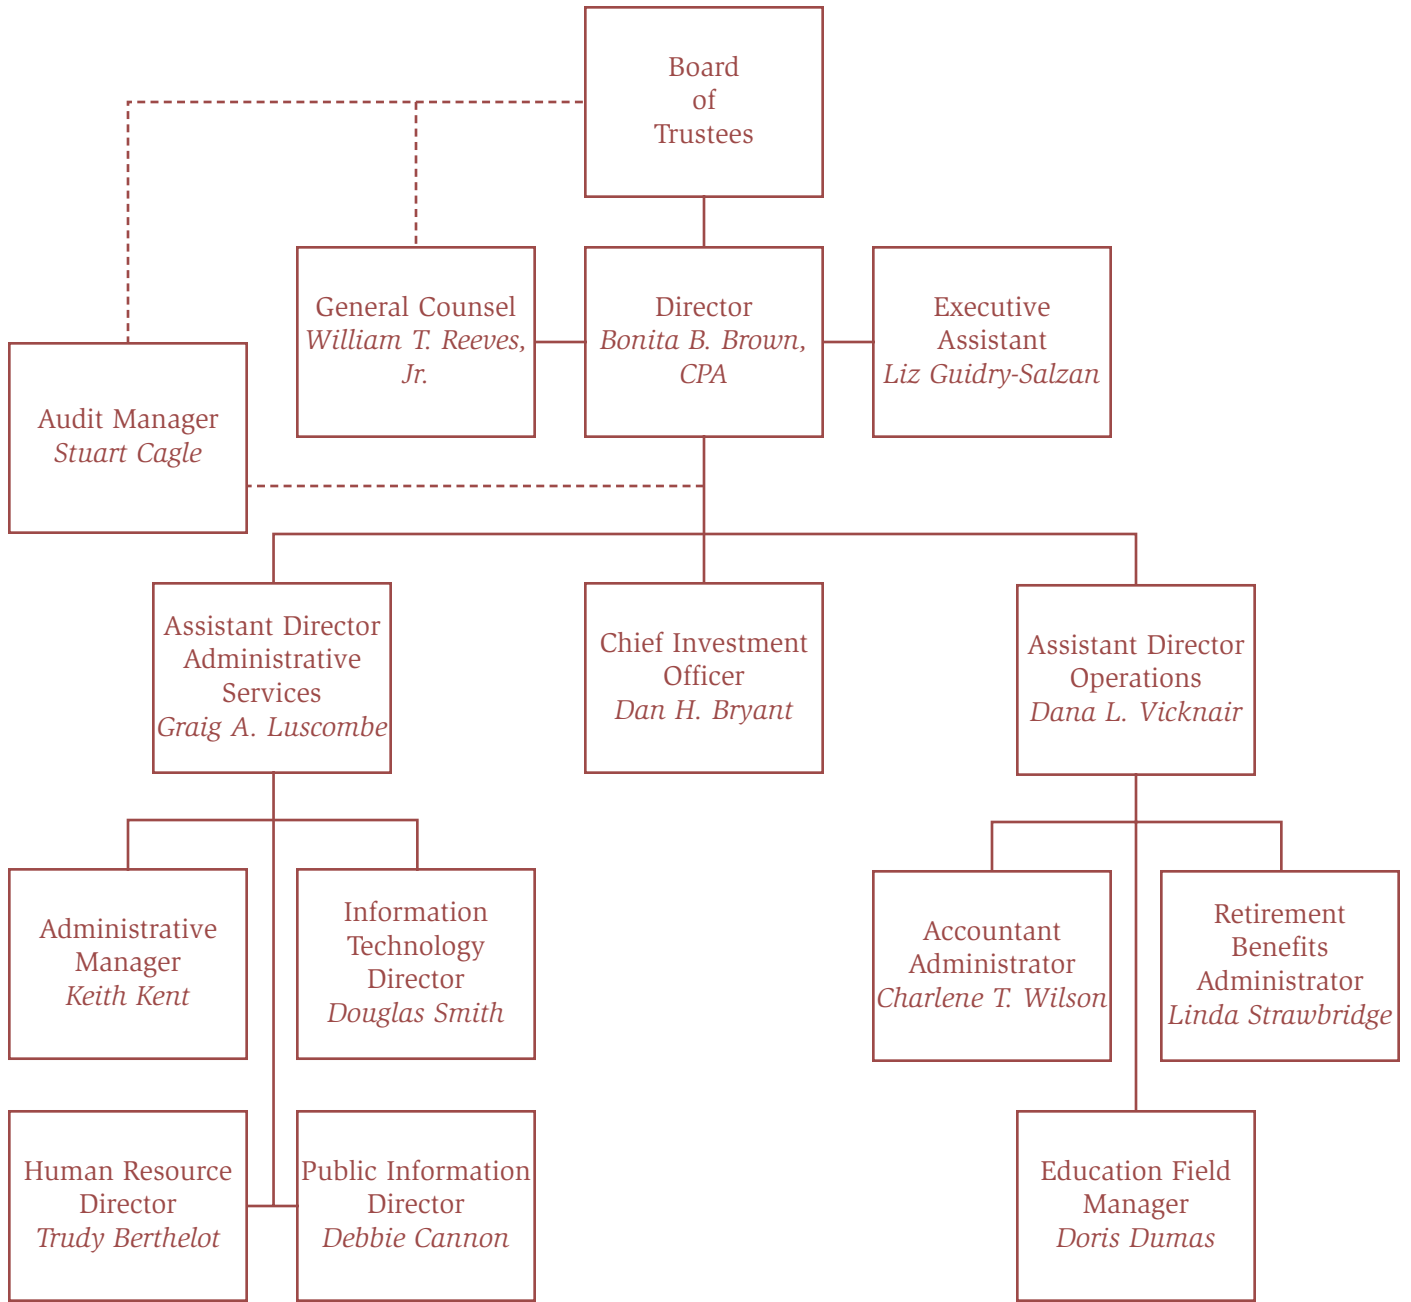 Board
of
Trustees
General Counsel
William T. Reeves,
Jr.
Director
Bonita B. Brown,
CPA
Executive
Assistant
Liz Guidry-Salzan
Audit Manager
Stuart Cagle
Assistant Director
Administrative
Services
Graig A. Luscombe
Chief Investment
Officer
Dan H. Bryant
Assistant Director
Operations
Dana L. Vicknair
Administrative
Manager
Keith Kent
Information
Technology
Director
Douglas Smith
Accountant
Administrator
Charlene T. Wilson
Retirement
Benefits
Administrator
Linda Strawbridge
Human Resource
Director
Trudy Berthelot
Public Information
Director
Debbie Cannon
Education Field
Manager
Doris Dumas